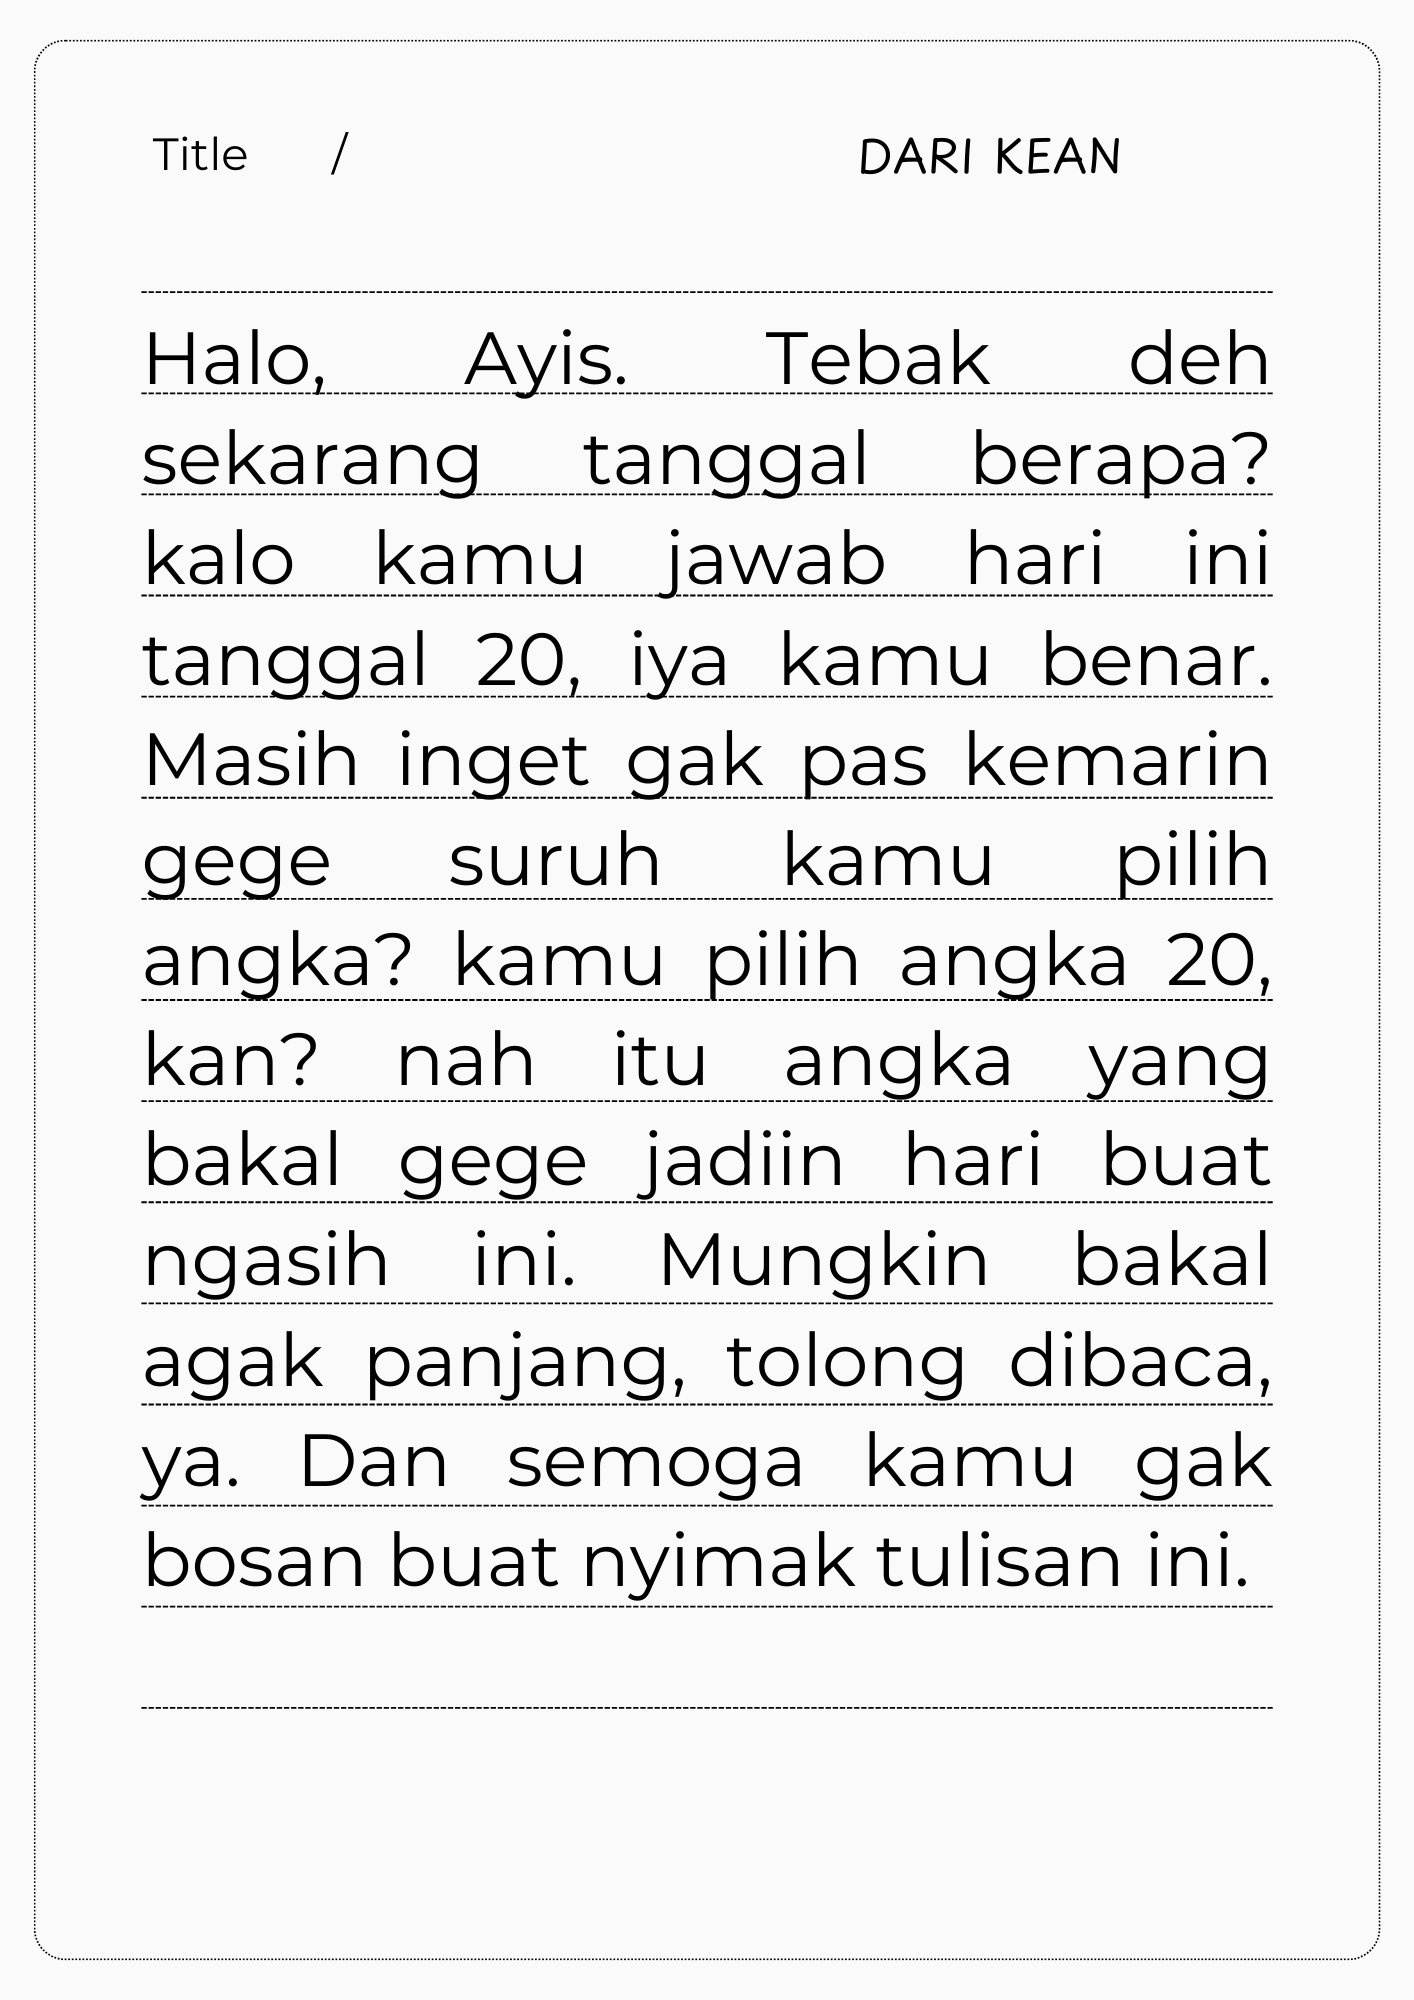 Title / DARI KEAN
Halo, Ayis. Tebak deh
sekarang tanggal berapa?
kalo kamu jawab hari ini
tanggal 20, iya kamu benar.
Masih inget gak pas kemarin
gege suruh kamu pilih
angka? kamu pilih angka 20,
kan? nah itu angka yang
bakal gege jadiin hari buat
ngasih ini. Mungkin bakal
agak panjang, tolong dibaca,
ya. Dan semoga kamu gak
bosan buat nyimak tulisan ini.